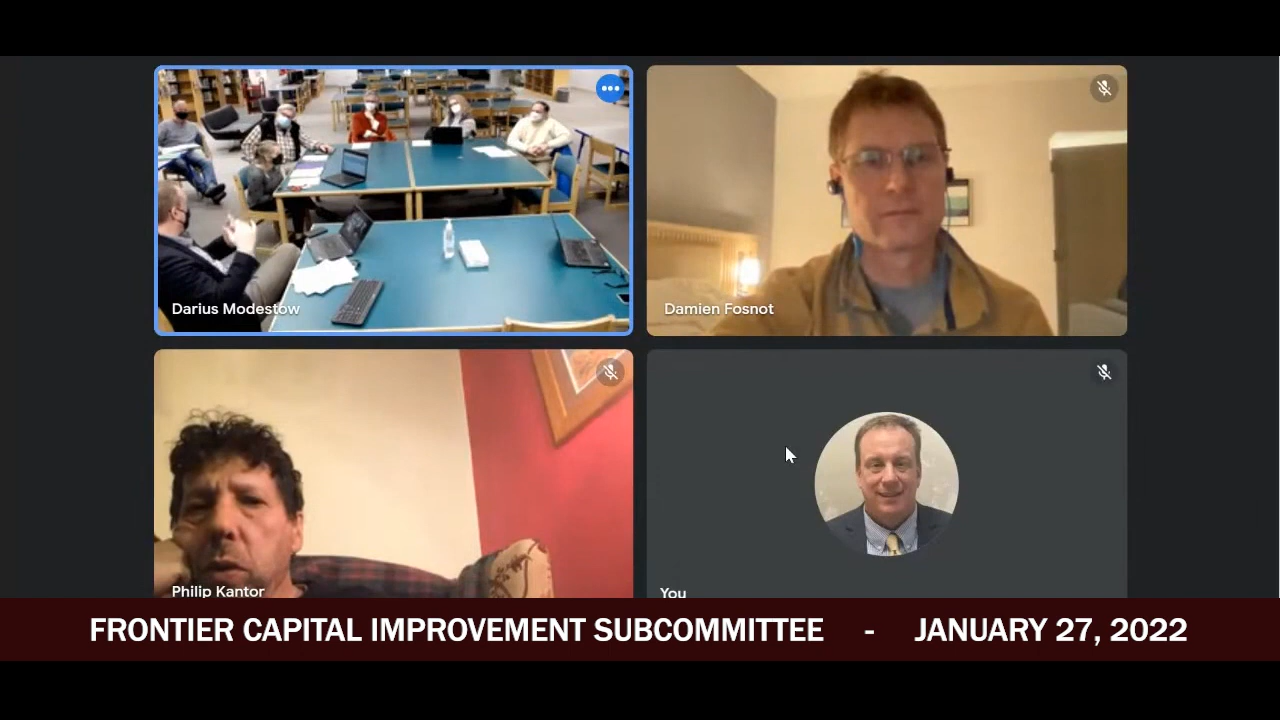 Darius Modestow
Damien Fosnot
Philip Kantor
You
FRONTIER CAPITAL IMPROVEMENT SUBCOMMITTEE - JANUARY 27, 2022